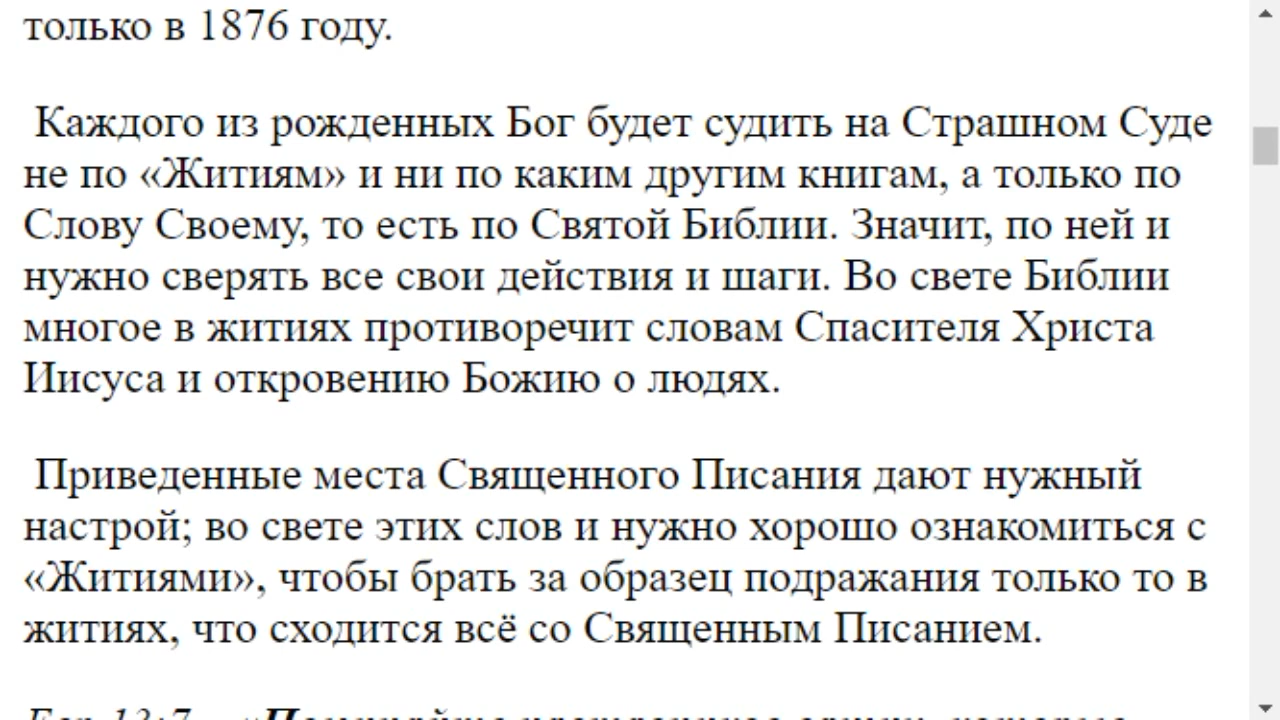 только в 1876 году.
Каждого из рожденных Бог будет судить на Страшном Суде
не по «Житиям» и ни по каким другим книгам, а только по
Слову Своему, то есть по Святой Библии. Значит, по ней и
нужно сверять все свои действия и шаги. Во свете Библии
многое в житиях противоречит словам Спасителя Христа
Иисуса и откровению Божию о людях.
Приведенные места Священного Писания дают нужный
настрой; во свете этих слов и нужно хорошо ознакомиться с
«Житиями», чтобы брать за образец подражания только то в
житиях, что сходится всё со Священным Писанием.